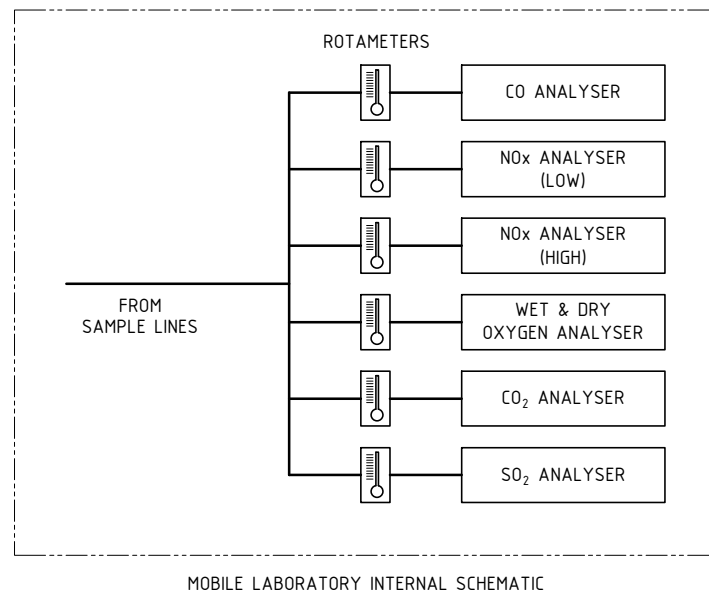 ROTAMETERS
CO ANALYSER
NOx ANALYSER
(LOW)
NOx ANALYSER
(HIGH)
FROM
SAMPLE LINES
WET & DRY
OXYGEN ANALYSER
CO₂ ANALYSER
SO₂ ANALYSER
MOBILE LABORATORY INTERNAL SCHEMATIC